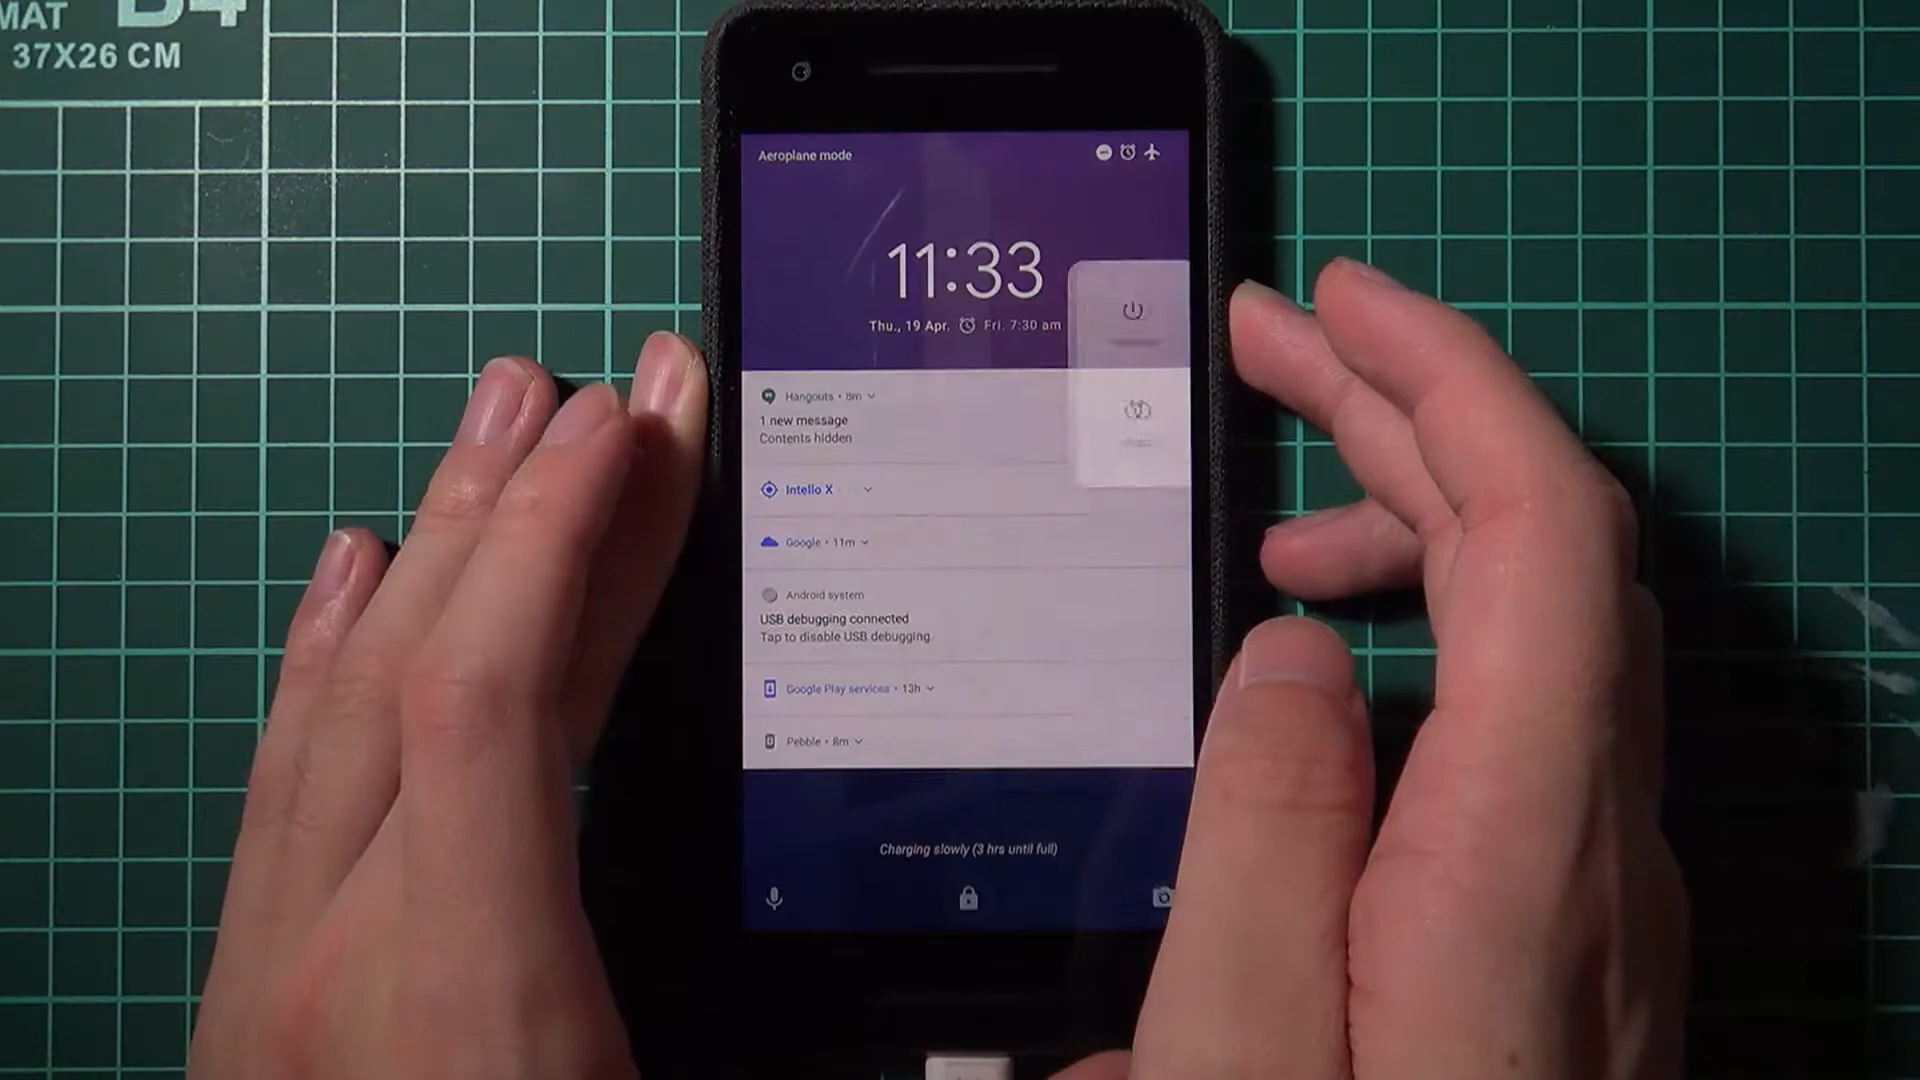 MAT B4
37X26 CM
Aeroplane mode
11:33
Thu., 19 Apr. Fri. 7:30 am
Hangouts • 8m
1 new message
Contents hidden
Intello X
Google • 11m
Android system
USB debugging connected
Tap to disable USB debugging.
Google Play services • 13h
Pebble • 8m
Charging slowly (3 hrs until full)